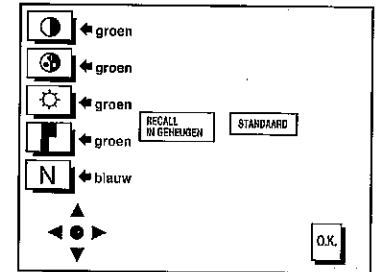 groen
groen
groen
groen
N
blauw
RECALL
IN GEHEUGEN
STANDAARD
O.K.